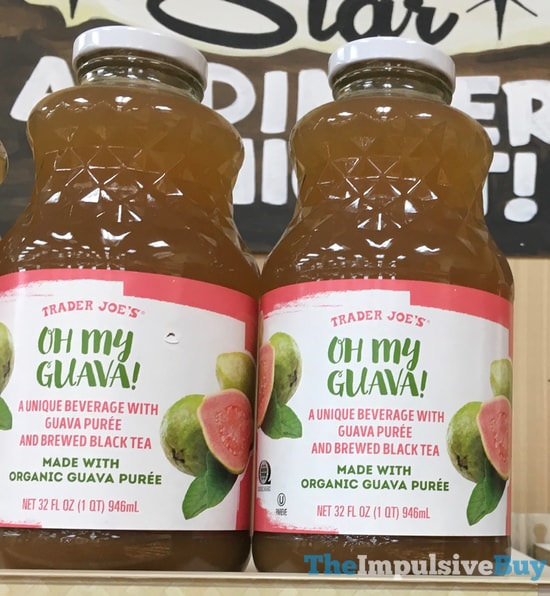 Star
TRADER JOE'S®
OH MY
GUAVA!
A UNIQUE BEVERAGE WITH
GUAVA PURÉE
AND BREWED BLACK TEA
MADE WITH
ORGANIC GUAVA PURÉE
NET 32 FL OZ (1 QT) 946mL
TRADER JOE'S®
OH MY
GUAVA!
A UNIQUE BEVERAGE WITH
GUAVA PURÉE
AND BREWED BLACK TEA
MADE WITH
ORGANIC GUAVA PURÉE
U
PAREVE
NET 32 FL OZ (1 QT) 946mL
TheImpulsiveBuy